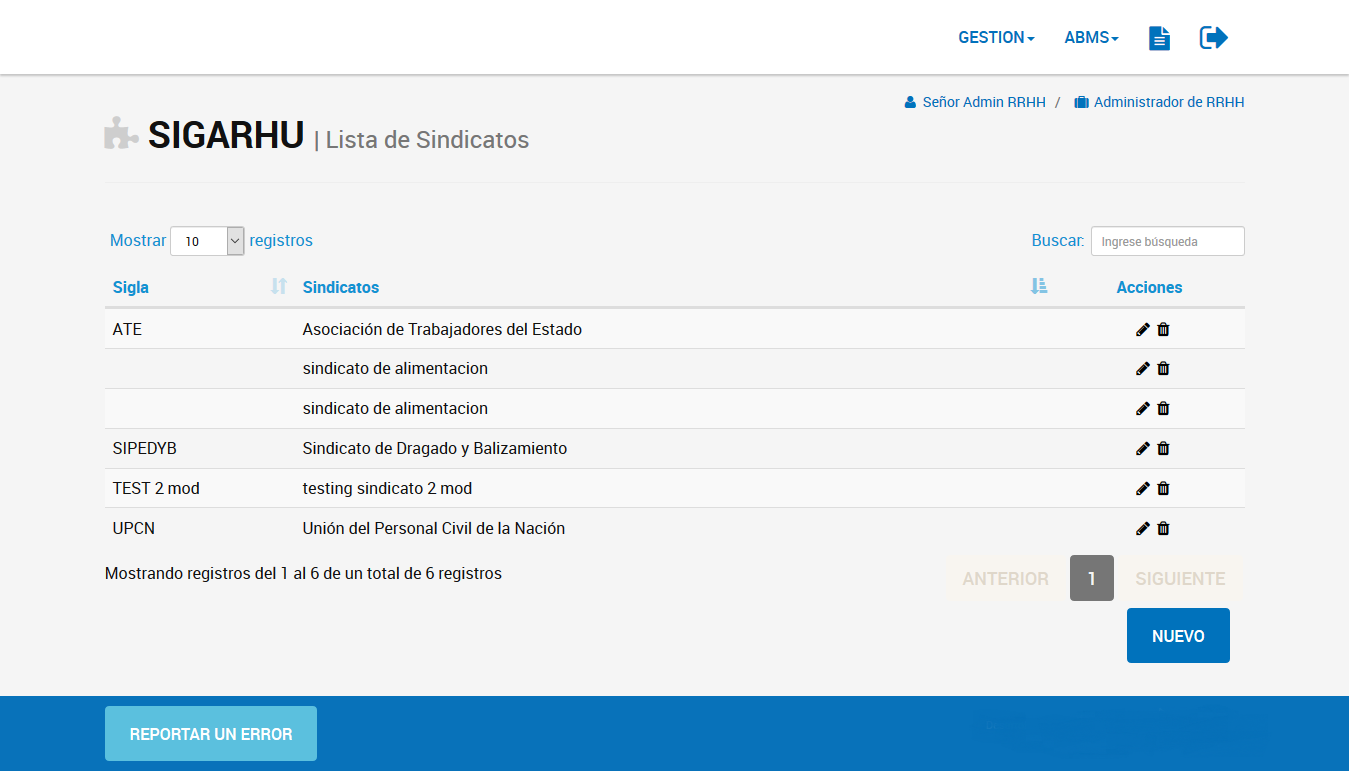 GESTION ABMS
Señor Admin RRHH / Administrador de RRHH
SIGARHU | Lista de Sindicatos
Mostrar 10 registros Buscar: Ingrese búsqueda
Sigla Sindicatos Acciones
ATE Asociación de Trabajadores del Estado
sindicato de alimentacion
sindicato de alimentacion
SIPEDYB Sindicato de Dragado y Balizamiento
TEST 2 mod testing sindicato 2 mod
UPCN Unión del Personal Civil de la Nación
Mostrando registros del 1 al 6 de un total de 6 registros ANTERIOR 1 SIGUIENTE
NUEVO
REPORTAR UN ERROR